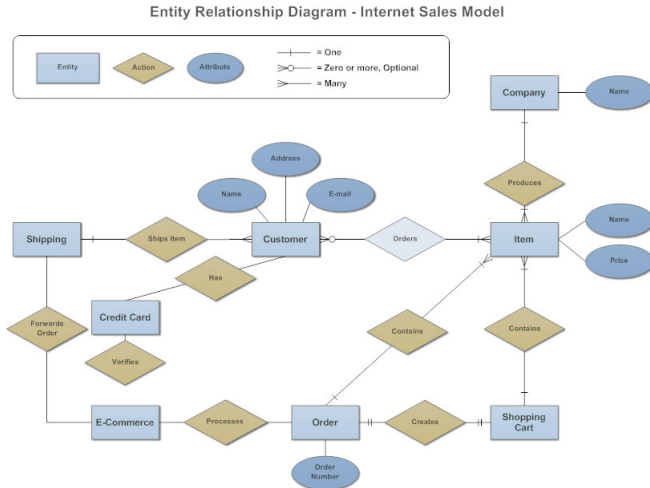 Entity Relationship Diagram - Internet Sales Model
Entity
Action
Attribute
= One
= Zero or more, Optional
= Many
Company
Name
Address
Name
E-mail
Produces
Shipping
Ships Item
Customer
Orders
Item
Name
Price
Has
Credit Card
Forwards
Order
Verifies
Contains
Contains
E-Commerce
Processes
Order
Creates
Shopping
Cart
Order
Number